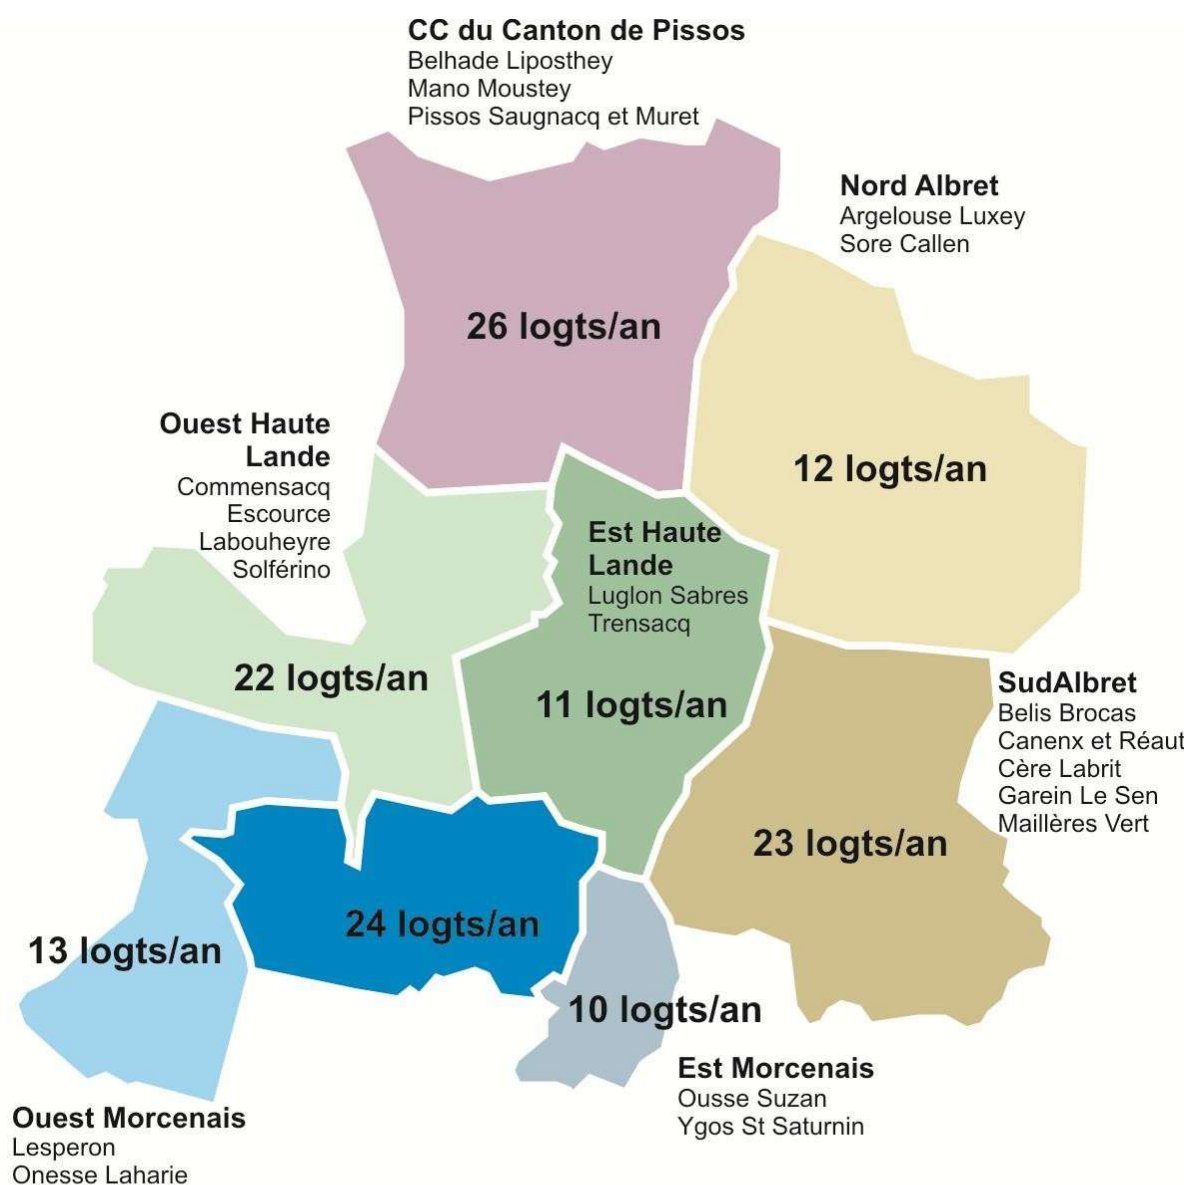 CC du Canton de Pissos
Belhade Liposthey
Mano Moustey
Pissos Saugnacq et Muret
Nord Albret
Argelouse Luxey
Sore Callen
26 logts/an
12 logts/an
Ouest Haute
Lande
Commensacq
Escource
Labouheyre
Solférino
Est Haute
Lande
Luglon Sabres
Trensacq
22 logts/an
11 logts/an
SudAlbret
Belis Brocas
Canenx et Réaut
Cère Labrit
Garein Le Sen
Maillères Vert
23 logts/an
24 logts/an
13 logts/an
10 logts/an
Est Morcenais
Ousse Suzan
Ygos St Saturnin
Ouest Morcenais
Lesperon
Onesse Laharie